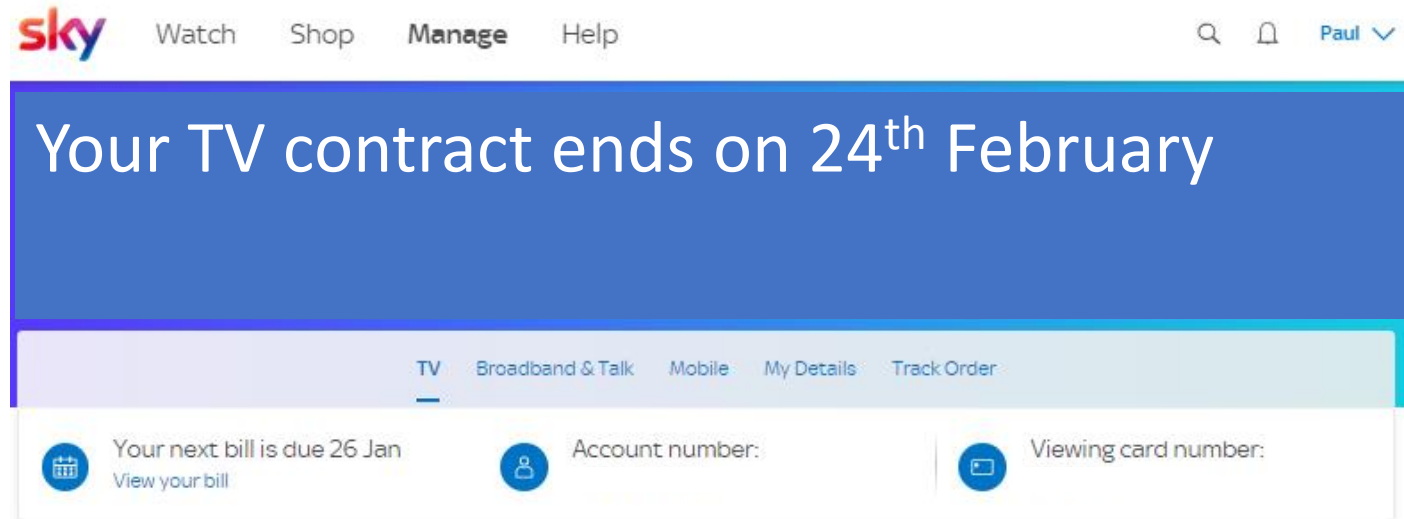 sky Watch Shop Manage Help Paul
Your TV contract ends on 24th February
TV Broadband & Talk Mobile My Details Track Order
Your next bill is due 26 Jan
View your bill
Account number:
Viewing card number: